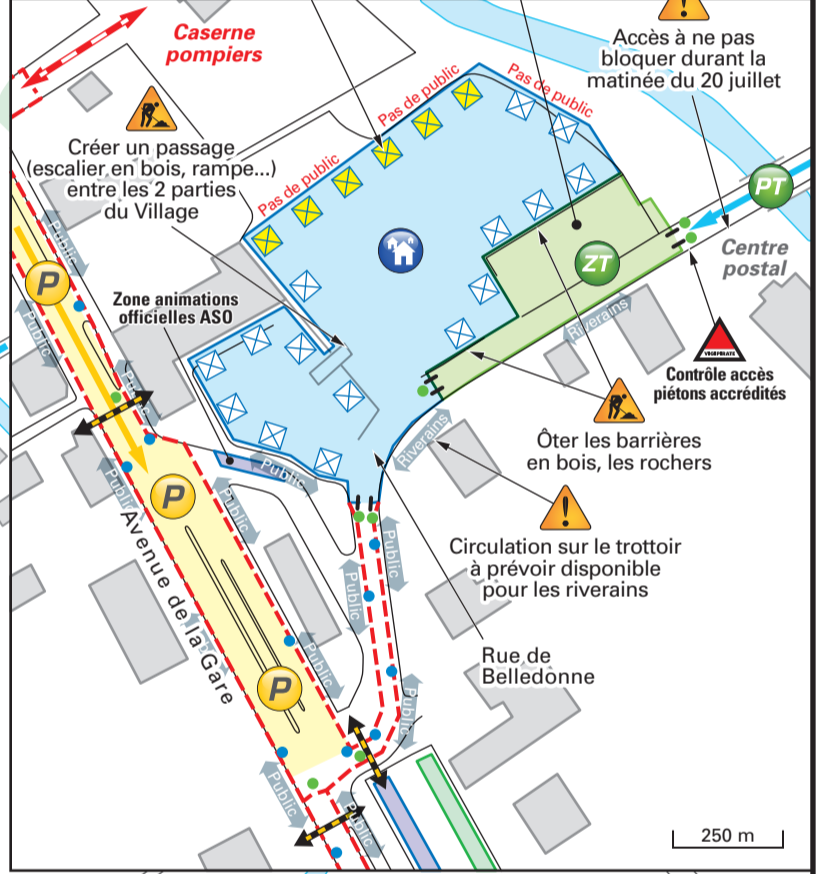 Caserne
pompiers
Accès à ne pas
bloquer durant la
matinée du 20 juillet
Pas de public
Pas de public
Pas de public
Créer un passage
(escalier en bois, rampe...)
entre les 2 parties
du Village
PT
Centre
postal
ZT
Public
P
Public
Zone animations
officielles ASO
Public
Riverains
Contrôle accès
piétons accrédités
Ôter les barrières
en bois, les rochers
Riverains
Public
Public
P
Public
Avenue de la Gare
Circulation sur le trottoir
à prévoir disponible
pour les riverains
Public
Public
Rue de
Belledonne
Public
P
Public
Public
Public
250 m